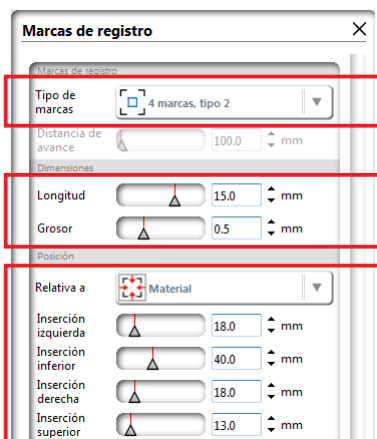 Marcas de registro
Marcas de registro
Tipo de
marcas
4 marcas, tipo 2
Distancia de
avance
100.0 mm
Dimensiones
Longitud 15.0 mm
Grosor 0.5 mm
Posición
Relativa a Material
Inserción
izquierda
18.0 mm
Inserción
inferior
40.0 mm
Inserción
derecha
18.0 mm
Inserción
superior
13.0 mm